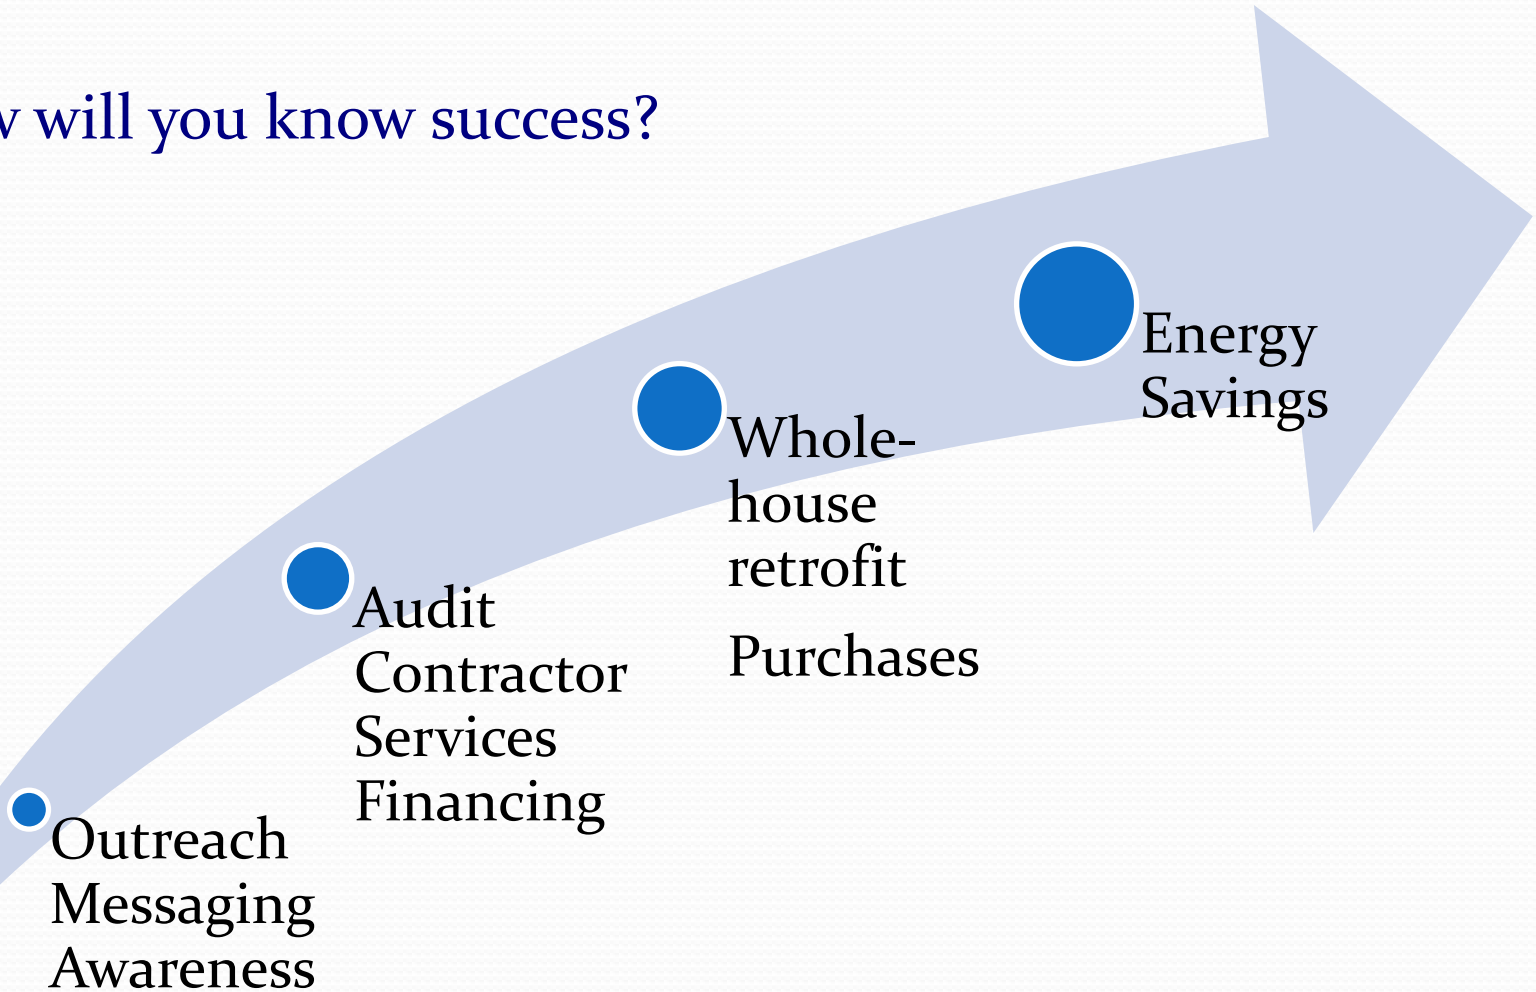 w will you know success?
Energy
Savings
Whole-
house
retrofit
Purchases
Audit
Contractor
Services
Financing
Outreach
Messaging
Awareness